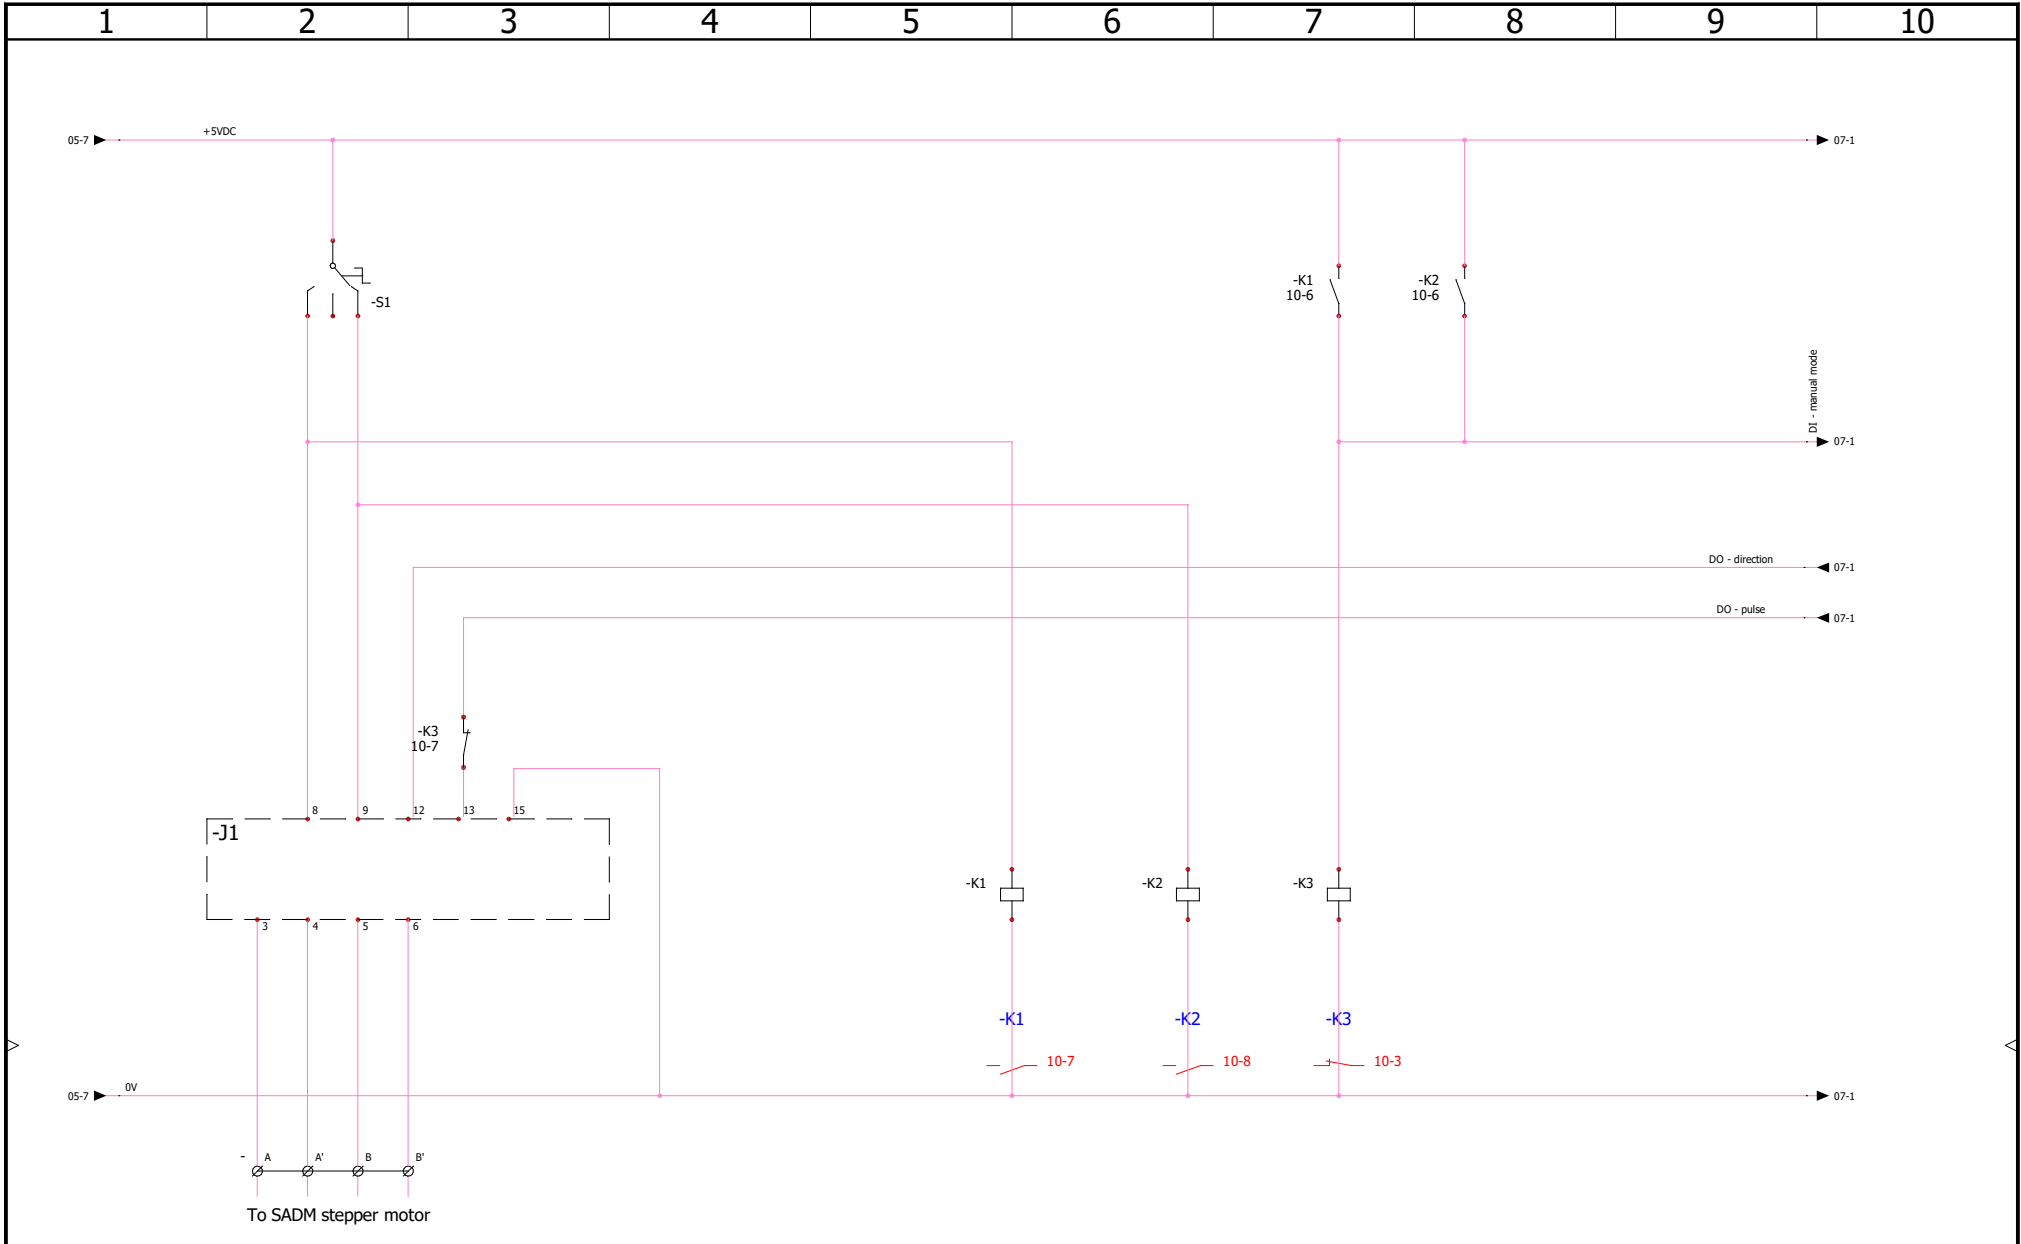 1 2 3 4 5 6 7 8 9 10
05-7 +5VDC 07-1
-S1
-K1
10-6
-K2
10-6
DI - manual mode
07-1
DO - direction 07-1
DO - pulse 07-1
-K3
10-7
8 9 12 13 15
-J1
3 4 5 6
-K1 -K2 -K3
-K1 -K2 -K3
10-7 10-8 10-3
05-7 0V 07-1
- A A' B B'
To SADM stepper motor